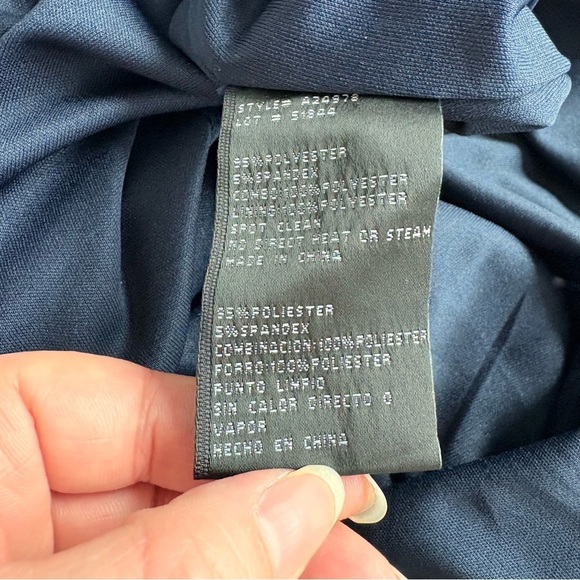 STYLE# A24978
LOT # 51844
95%POLYESTER
5%SPANDEX
COMBO:100%POLYESTER
LINING:100%POLYESTER
SPOT CLEAN
NO DIRECT HEAT OR STEAM
MADE IN CHINA
95%POLIESTER
5%SPANDEX
COMBINACION:100%POLIESTER
FORRO:100%POLIESTER
PUNTO LIMPIO
SIN CALOR DIRECTO O
VAPOR
HECHO EN CHINA